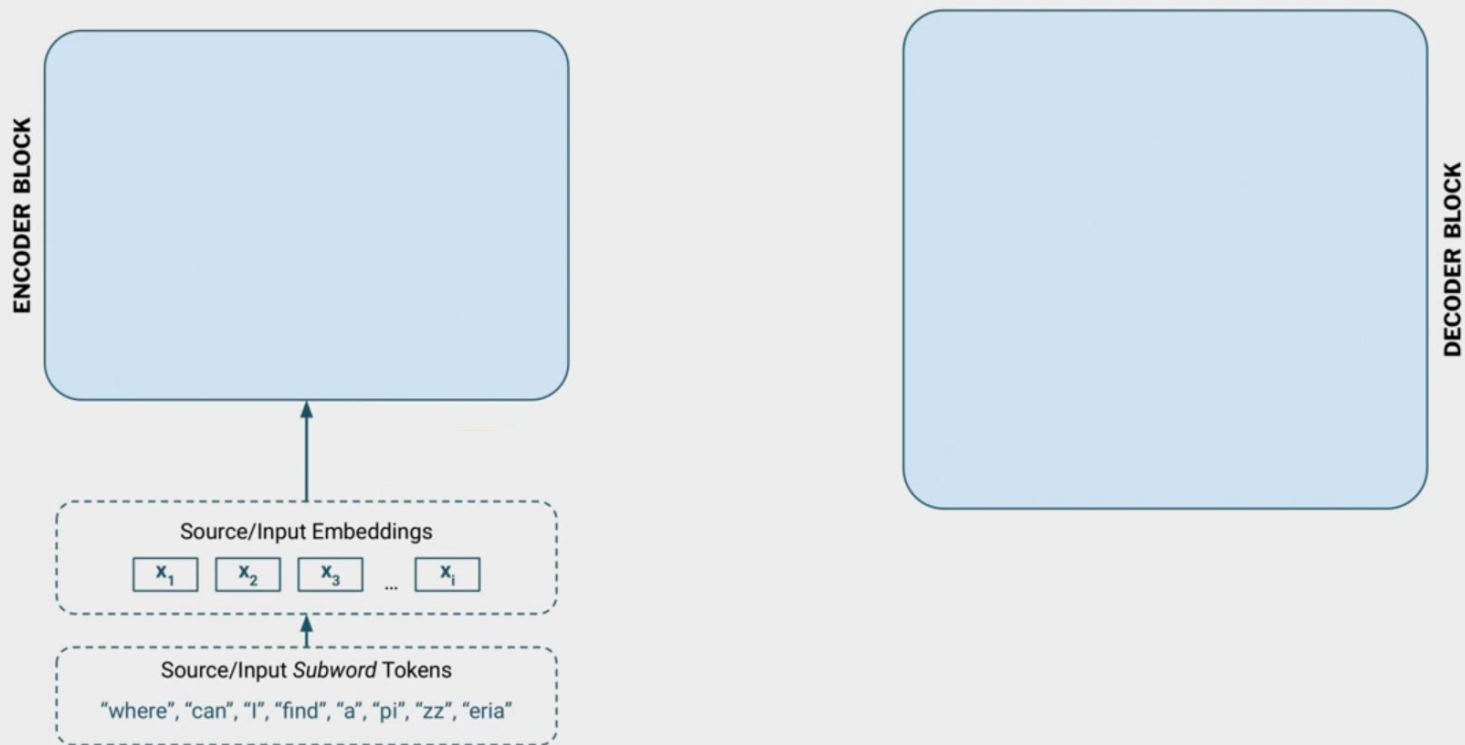 ENCODER BLOCK
DECODER BLOCK
Source/Input Embeddings
x₁ x₂ x₃ ... xᵢ
Source/Input Subword Tokens
“where”, “can”, “I”, “find”, “a”, “pi”, “zz”, “eria”